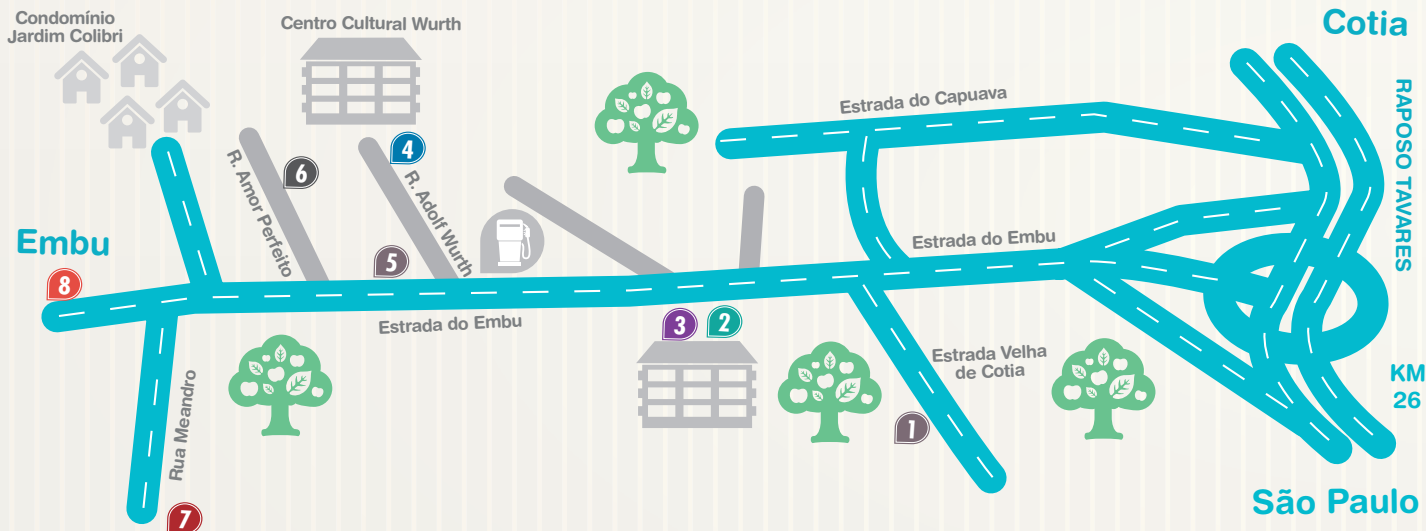 Condomínio
Jardim Colibri
Centro Cultural Wurth
Cotia
RAPOSO TAVARES
Estrada do Capuava
4
6
R. Amor Perfeito
R. Adolf Wurth
Embu
8
5
Estrada do Embu
Estrada do Embu
3
2
Estrada Velha
de Cotia
KM
26
1
Rua Meandro
7
São Paulo